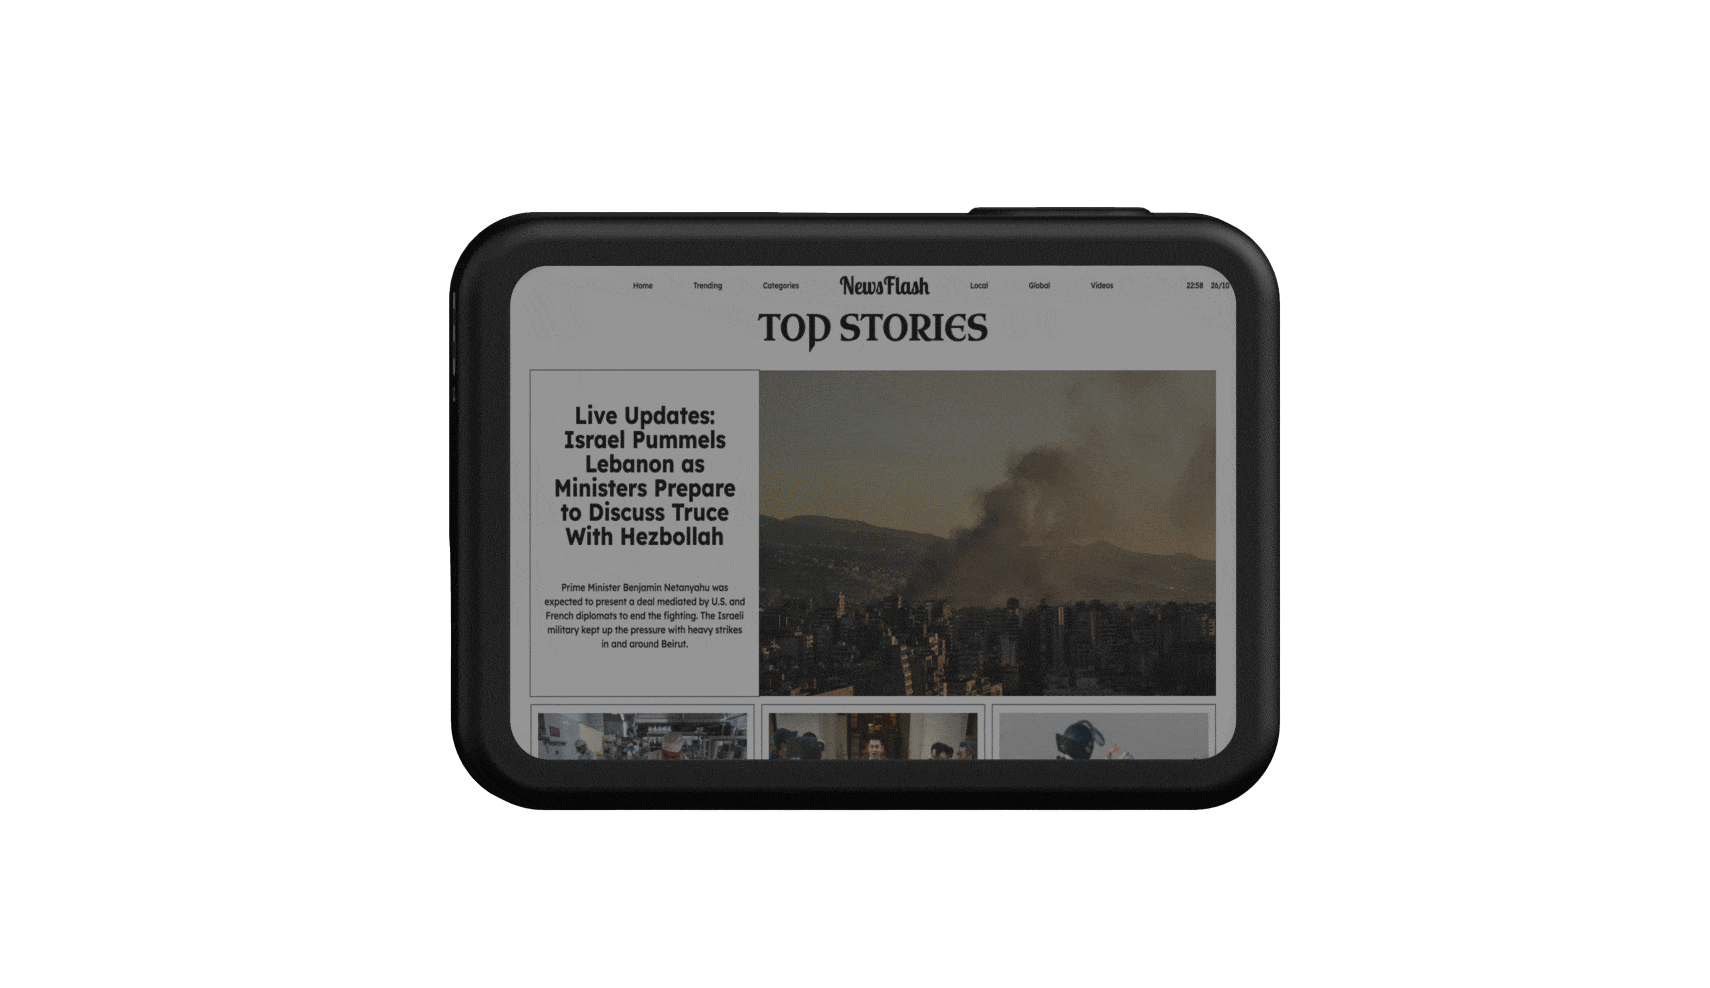 Home Trending Categories NewsFlash Local Global Videos 22:58 26/10
TOP STORIES
Live Updates:
Israel Pummels
Lebanon as
Ministers Prepare
to Discuss Truce
With Hezbollah
Prime Minister Benjamin Netanyahu was
expected to present a deal mediated by U.S. and
French diplomats to end the fighting. The Israeli
military kept up the pressure with heavy strikes
in and around Beirut.